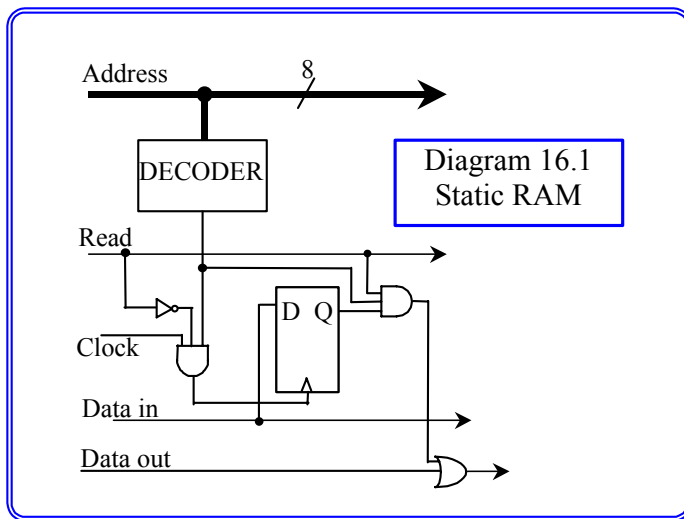 8
Address
DECODER
Diagram 16.1
Static RAM
Read
D Q
Clock
Data in
Data out